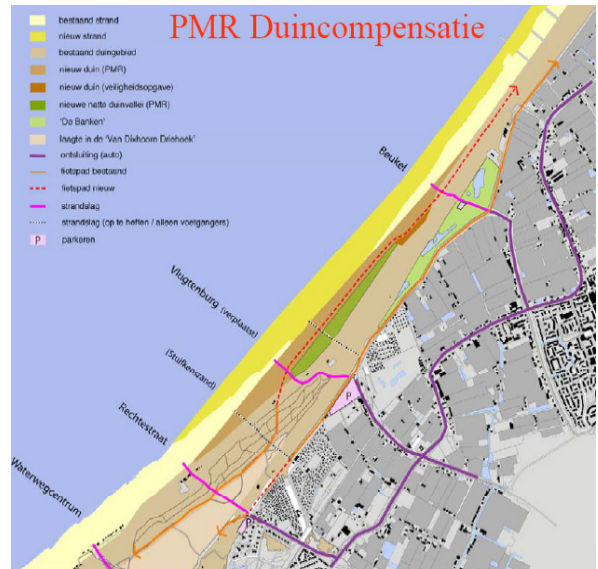 PMR Duincompensatie
bestaand strand
nieuw strand
bestaand duingebied
nieuw duin (PMR)
nieuw duin (veiligheidsopgave)
nieuwe natte duinvallei (PMR)
'De Banken'
laagte in de 'Van Dixhoorn Driehoek'
ontsluiting (auto)
fietspad bestaand
fietspad nieuw
strandslag
strandslag (op te heffen / alleen voetgangers)
P parkeren
Beukel
Vlugtenburg (verplaatst)
(Stuifkenszand)
Rechtestraat
Waterwegcentrum
P
P